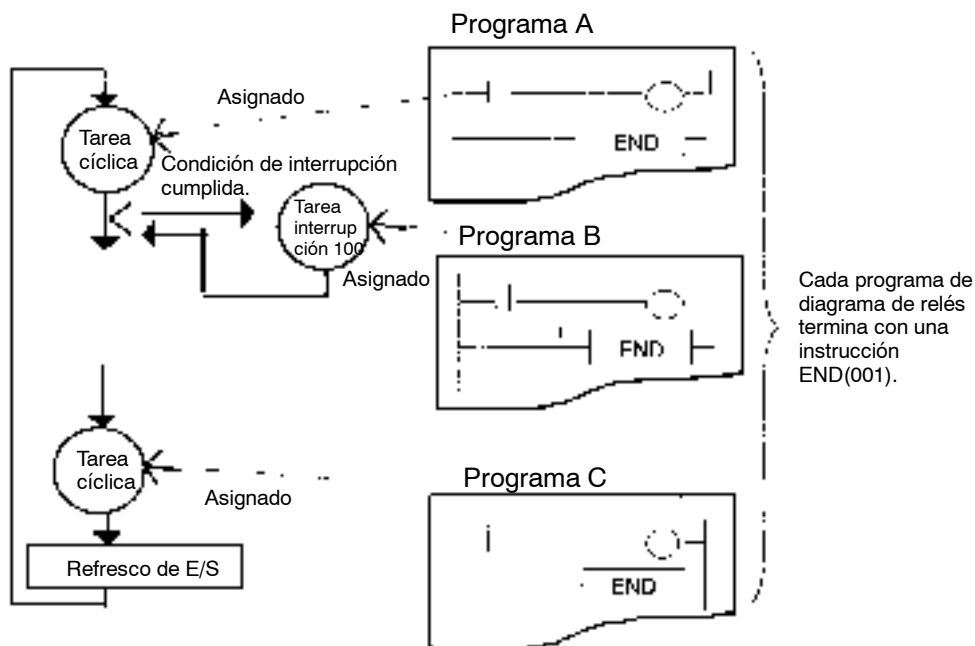 Programa A
Asignado
Tarea
cíclica
END
Condición de interrupción
cumplida.
Tarea
interrup
ción 100
Asignado
Programa B
END
Cada programa de
diagrama de relés
termina con una
instrucción
END(001).
Tarea
cíclica
Asignado
Programa C
END
Refresco de E/S